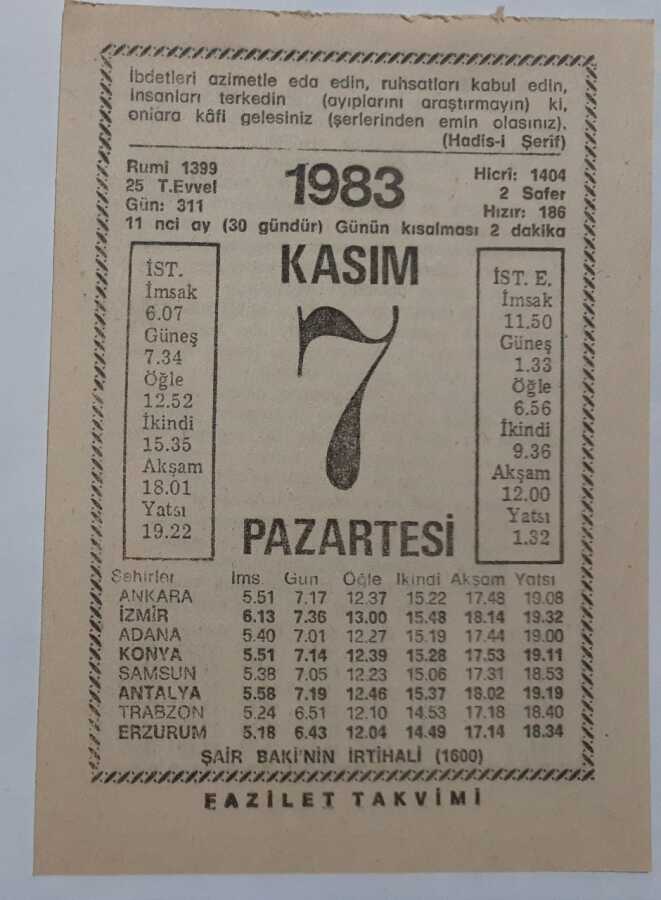 İbdetleri azimetle eda edin, ruhsatları kabul edin,
insanları terkedin (ayıplarını araştırmayın) ki,
onlara kâfi gelesiniz (şerlerinden emin olasınız).
(Hadis-i Şerif)
Rumi 1399
25 T.Evvel
Gün: 311
1983
Hicrî: 1404
2 Safer
Hızır: 186
11 nci ay (30 gündür) Günün kısalması 2 dakika
KASIM
7
PAZARTESİ
İST.
İmsak
6.07
Güneş
7.34
Öğle
12.52
İkindi
15.35
Akşam
18.01
Yatsı
19.22
İST. E.
İmsak
11.50
Güneş
1.33
Öğle
6.56
İkindi
9.36
Akşam
12.00
Yatsı
1.32
Şehirler İms. Gün. Öğle İkindi Akşam Yatsı
ANKARA 5.51 7.17 12.37 15.22 17.48 19.08
İZMİR 6.13 7.36 13.00 15.48 18.14 19.32
ADANA 5.40 7.01 12.27 15.19 17.44 19.00
KONYA 5.51 7.14 12.39 15.28 17.53 19.11
SAMSUN 5.38 7.05 12.23 15.06 17.31 18.53
ANTALYA 5.58 7.19 12.46 15.37 18.02 19.19
TRABZON 5.24 6.51 12.10 14.53 17.18 18.40
ERZURUM 5.18 6.43 12.04 14.49 17.14 18.34
ŞAİR BAKİ'NİN İRTİHALİ (1600)
FAZİLET TAKVİMİ